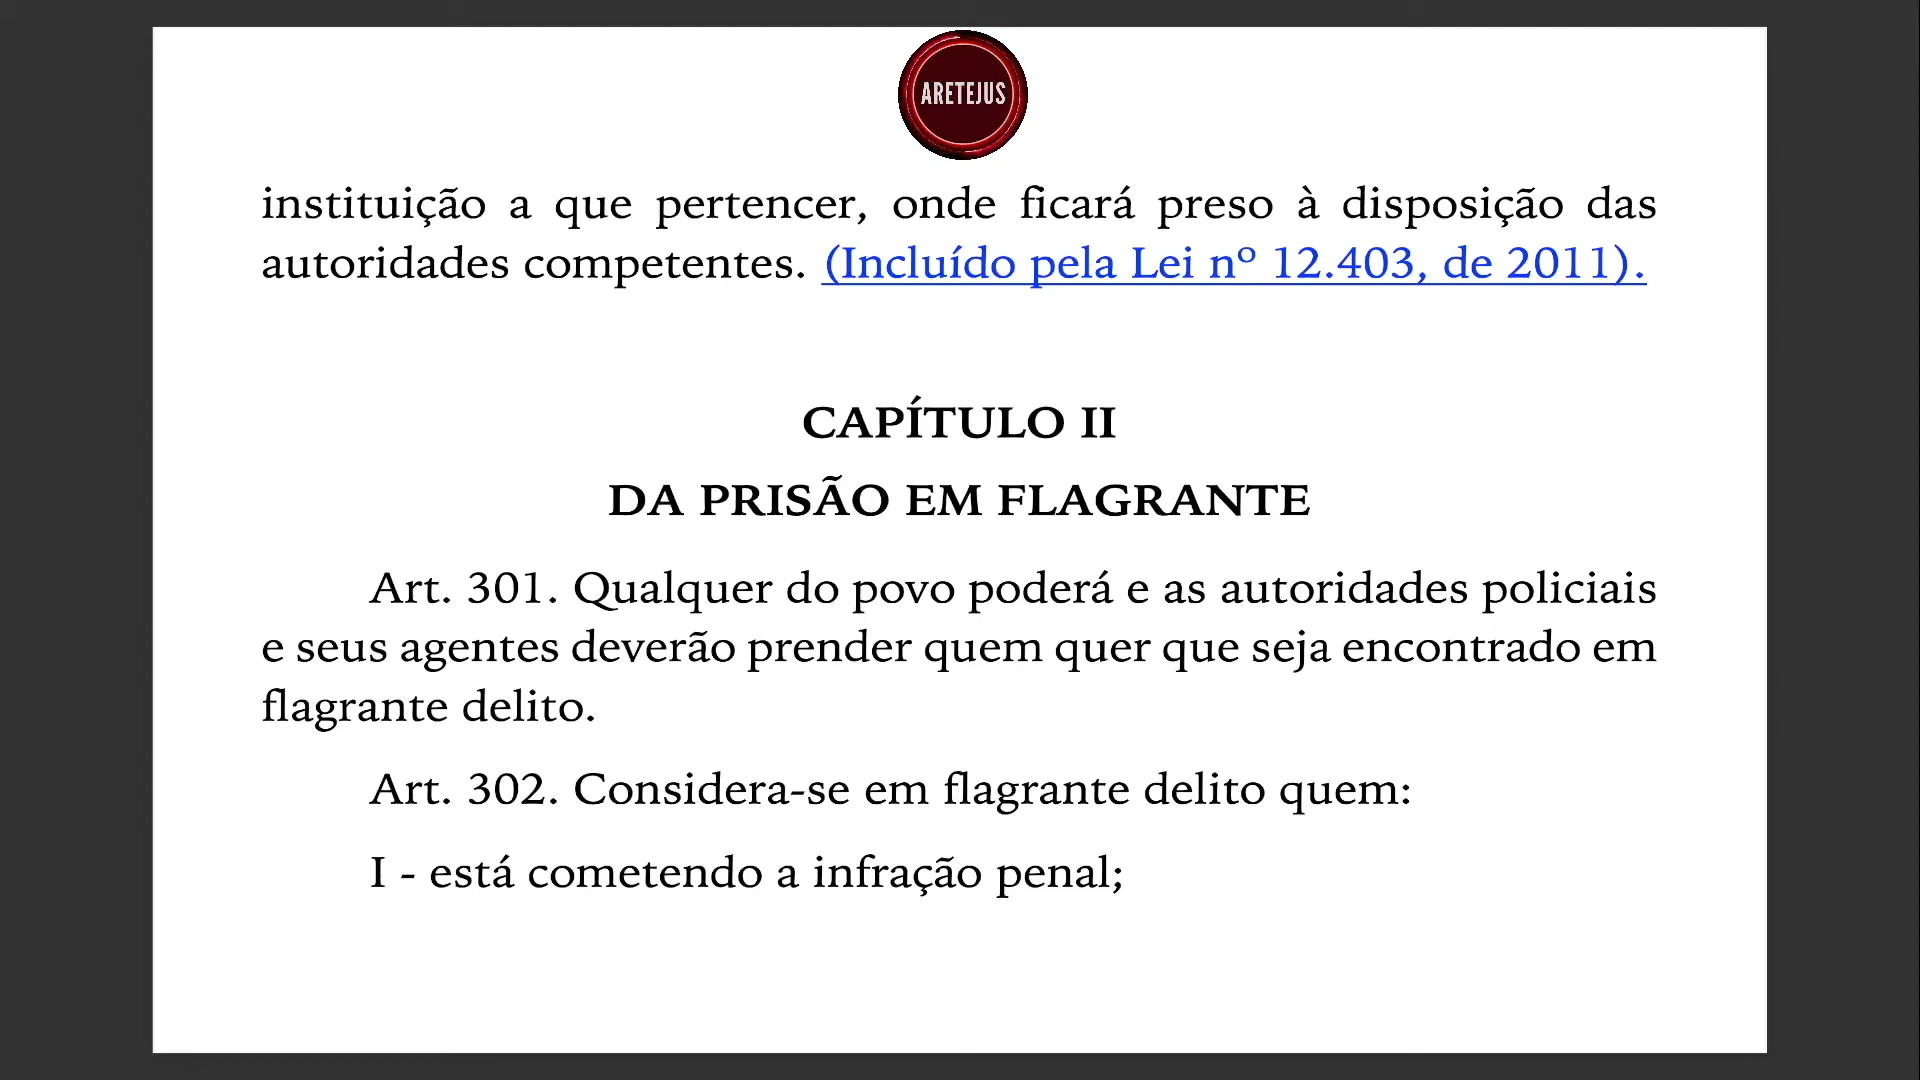 ARETEJUS
instituição a que pertencer, onde ficará preso à disposição das
autoridades competentes. (Incluído pela Lei nº 12.403, de 2011).
CAPÍTULO II
DA PRISÃO EM FLAGRANTE
Art. 301. Qualquer do povo poderá e as autoridades policiais
e seus agentes deverão prender quem quer que seja encontrado em
flagrante delito.
Art. 302. Considera-se em flagrante delito quem:
I - está cometendo a infração penal;